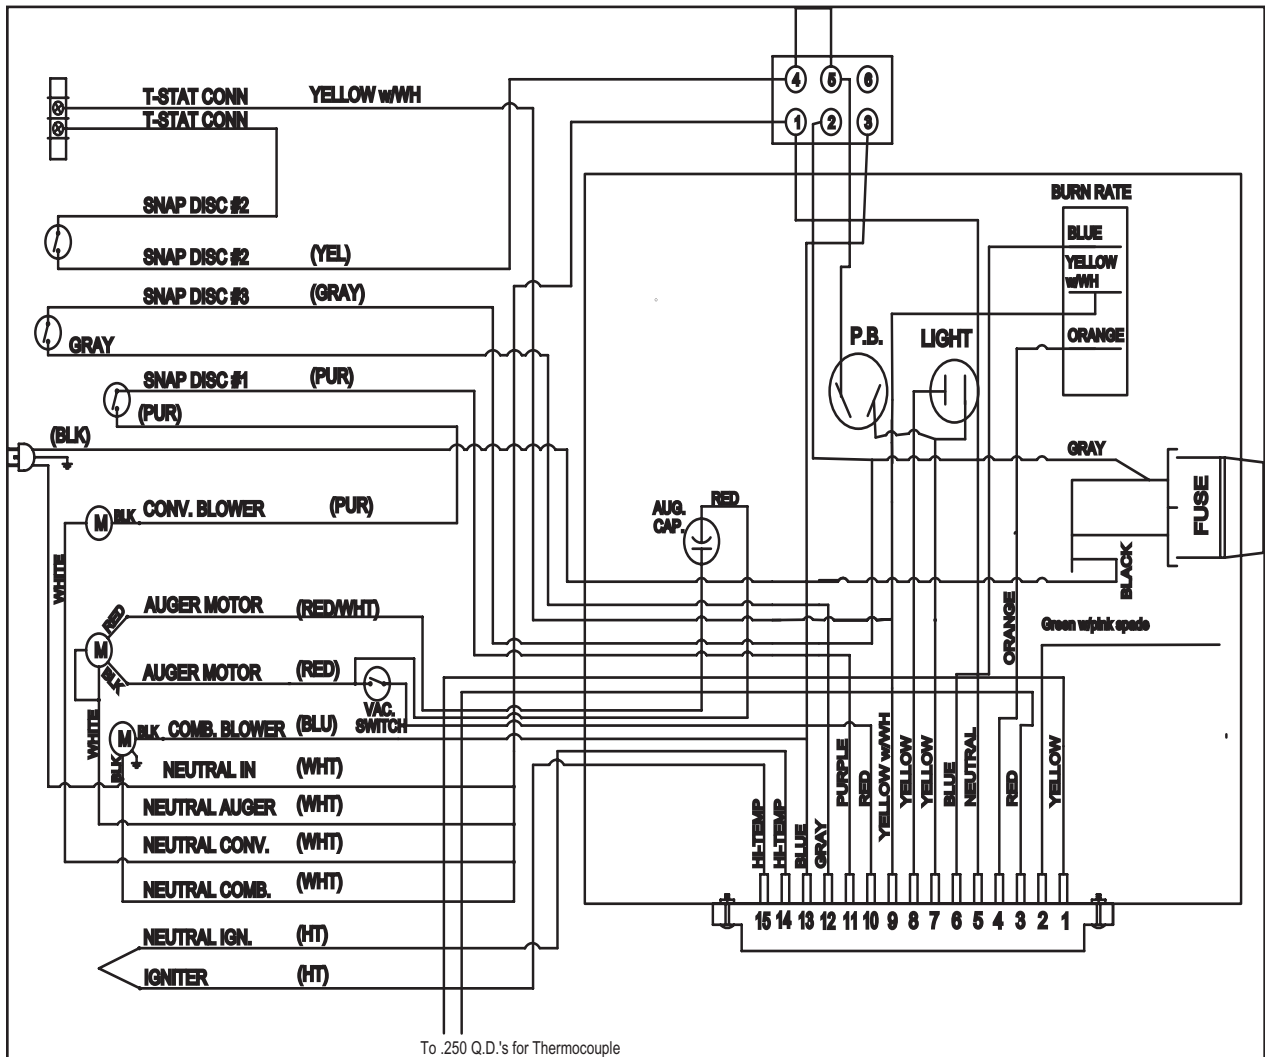 4 5 6
1 2 3
T-STAT CONN YELLOW w/WH
T-STAT CONN
SNAP DISC #2
SNAP DISC #2 (YEL)
SNAP DISC #3 (GRAY)
GRAY
SNAP DISC #1 (PUR)
(PUR)
(BLK)
M BLK CONV. BLOWER (PUR)
WHITE
RED AUGER MOTOR (RED/WHT)
M
BLK AUGER MOTOR (RED)
VAC.
SWITCH
WHITE
M BLK COMB. BLOWER (BLU)
BLK
NEUTRAL IN (WHT)
NEUTRAL AUGER (WHT)
NEUTRAL CONV. (WHT)
NEUTRAL COMB. (WHT)
NEUTRAL IGN. (HT)
IGNITER (HT)
To .250 Q.D.'s for Thermocouple
BURN RATE
BLUE
YELLOW
w/WH
ORANGE
P.B.
LIGHT
GRAY
FUSE
BLACK
AUG.
CAP.
RED
ORANGE
Green w/pink spade
HI-TEMP
HI-TEMP
BLUE
GRAY
PURPLE
RED
YELLOW w/WH
YELLOW
YELLOW
BLUE
NEUTRAL
RED
YELLOW
15 14 13 12 11 10 9 8 7 6 5 4 3 2 1